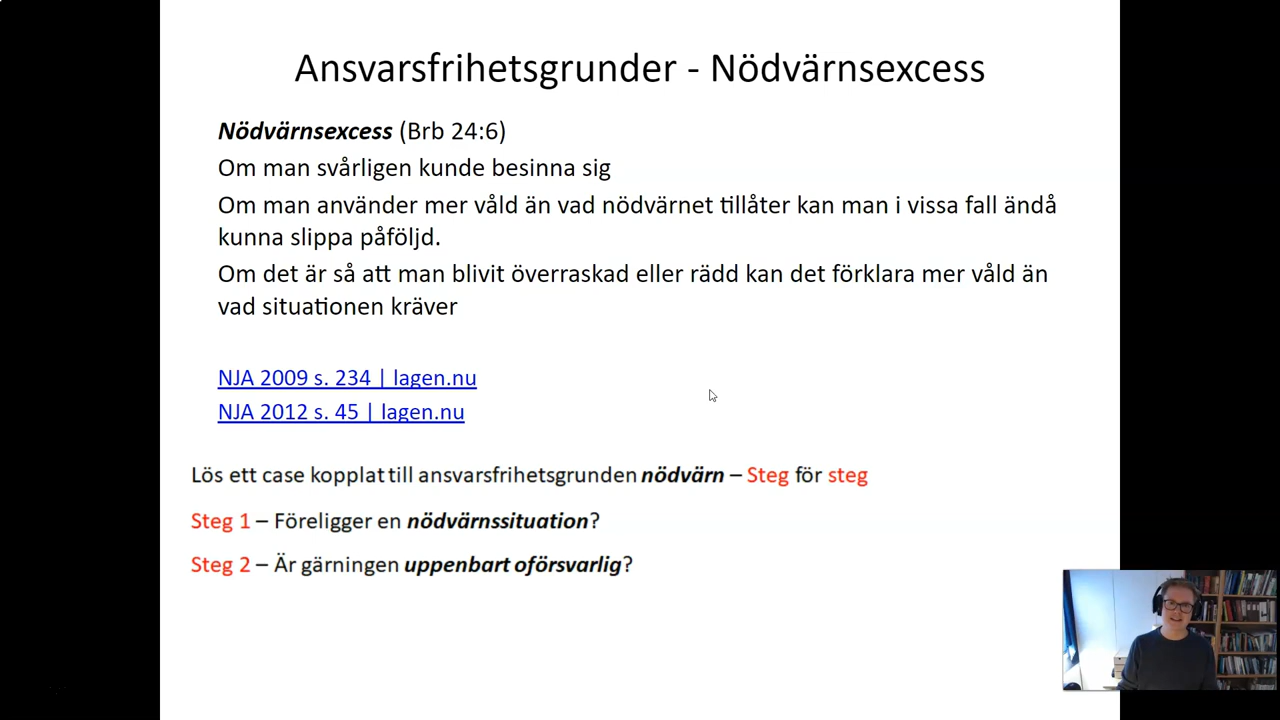 Ansvarsfrihetsgrunder - Nödvärnsexcess
Nödvärnsexcess (Brb 24:6)
Om man svårligen kunde besinna sig
Om man använder mer våld än vad nödvärnet tillåter kan man i vissa fall ändå
kunna slippa påföljd.
Om det är så att man blivit överraskad eller rädd kan det förklara mer våld än
vad situationen kräver
NJA 2009 s. 234 | lagen.nu
NJA 2012 s. 45 | lagen.nu
Lös ett case kopplat till ansvarsfrihetsgrunden nödvärn – Steg för steg
Steg 1 – Föreligger en nödvärnssituation?
Steg 2 – Är gärningen uppenbart oförsvarlig?